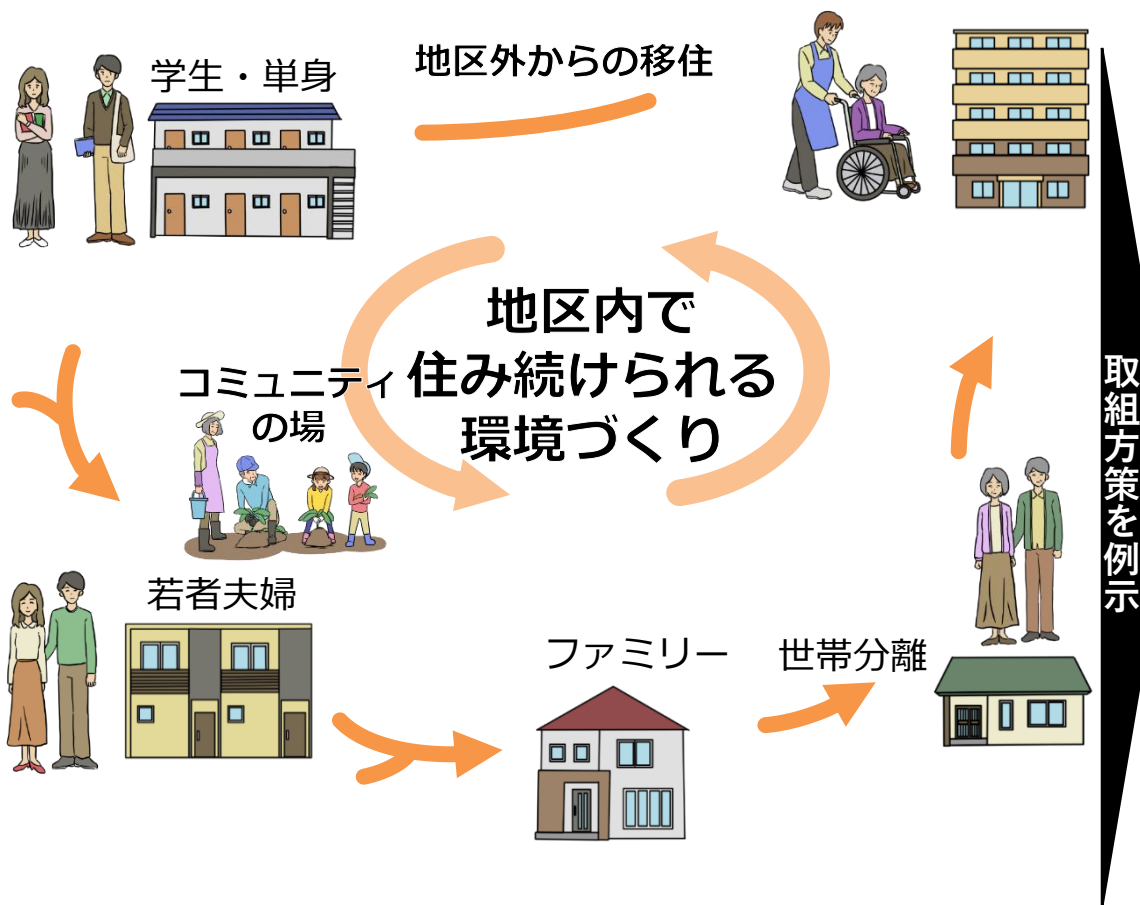 学生・単身
地区外からの移住
地区内で
住み続けられる
環境づくり
コミュニティ
の場
若者夫婦
ファミリー
世帯分離
取組方策を例示